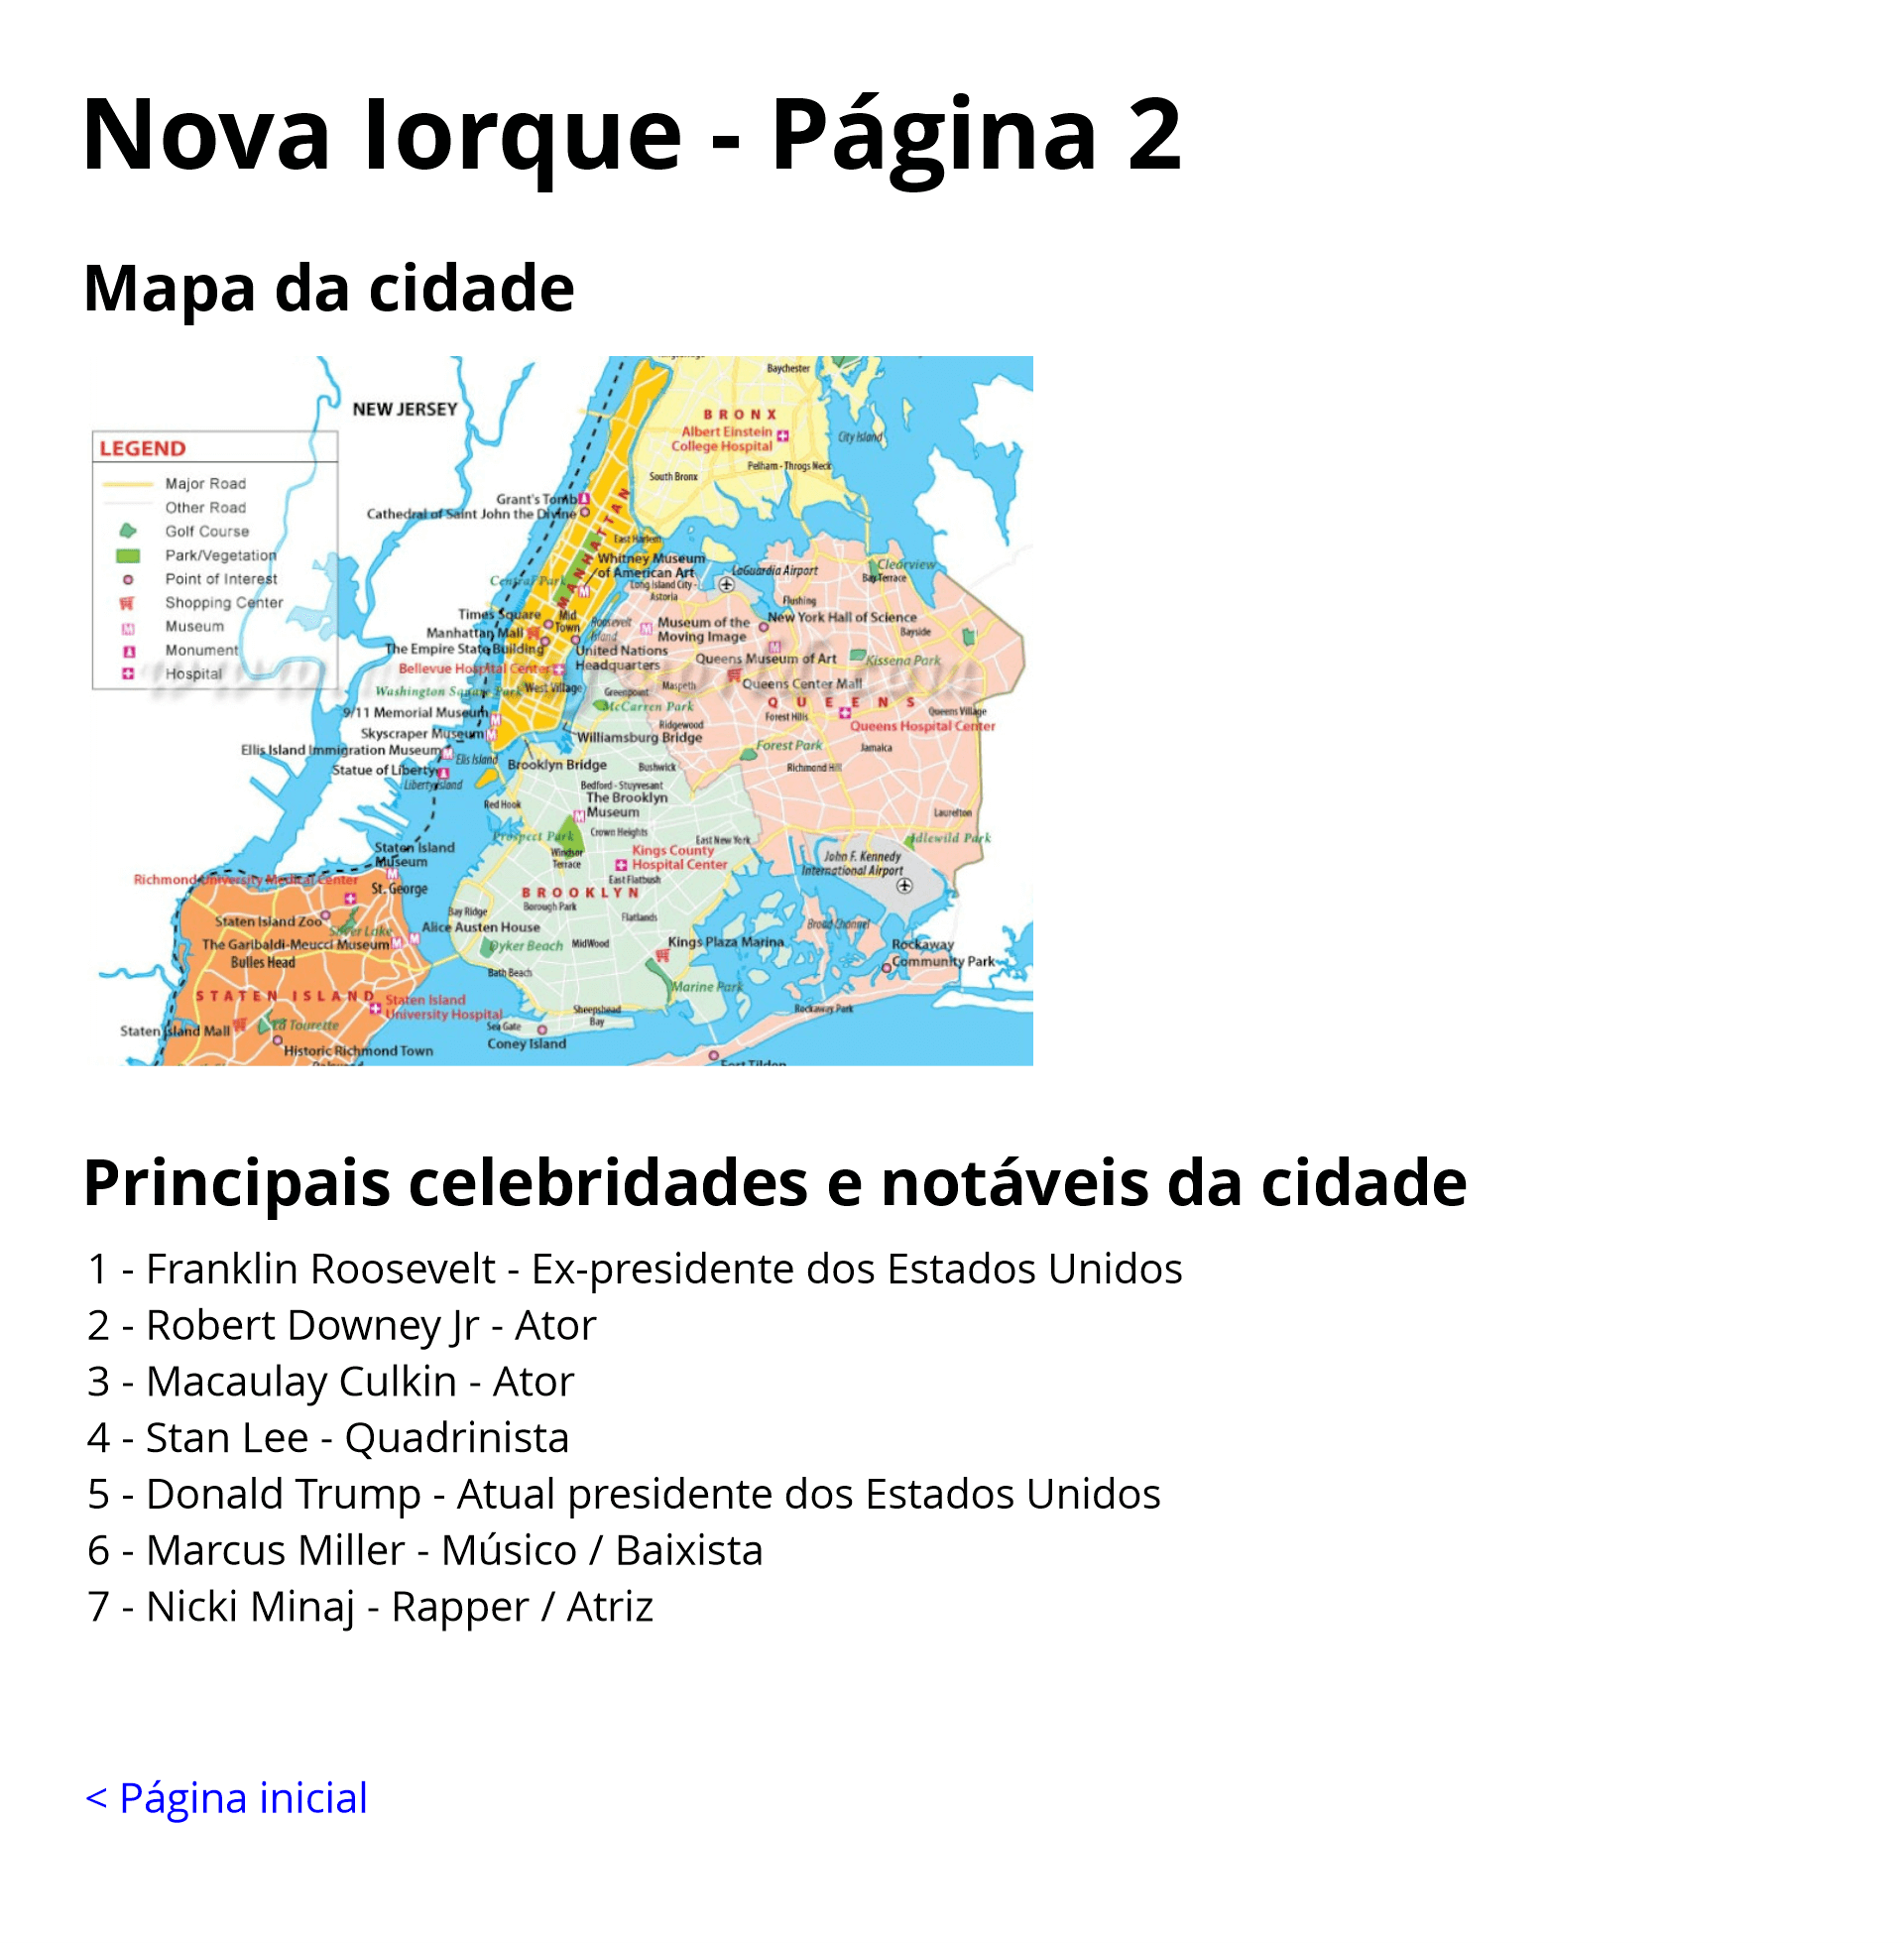 Nova Iorque - Página 2
Mapa da cidade
Baychester
NEW JERSEY
BRONX
Albert Einstein
College Hospital
City Island
LEGEND
Pelham - Throgs Neck
South Bronx
Major Road
Other Road
Golf Course
Park/Vegetation
Point of Interest
Shopping Center
Museum
Monument
Hospital
Grant's Tomb
Cathedral of Saint John the Divine
MANHATTAN
East Harlem
Whitney Museum
of American Art
Central Park
Long Island City -
Astoria
LaGuardia Airport
Clearview
Bay Terrace
Flushing
Times Square
Mid
Town
Roosevelt
Island
Museum of the
Moving Image
New York Hall of Science
Bayside
Manhattan Mall
The Empire State Building
United Nations
Headquarters
Queens Museum of Art
Kissena Park
Bellevue Hospital Center
Washington Square Park
West Village
Greenpoint
Maspeth
Queens Center Mall
McCarren Park
QUEENS
9/11 Memorial Museum
Forest Hills
Queens Village
Queens Hospital Center
Ridgewood
Skyscraper Museum
Williamsburg Bridge
Ellis Island Immigration Museum
Elis Island
Forest Park
Jamaica
Statue of Liberty
Brooklyn Bridge
Bushwick
Richmond Hill
Liberty Island
Bedford - Stuyvesant
Red Hook
The Brooklyn
Museum
Laurelton
Prospect Park
Crown Heights
East New York
Idlewild Park
Staten Island
Museum
Windsor
Terrace
Kings County
Hospital Center
John F. Kennedy
International Airport
Richmond University Medical Center
St. George
East Flatbush
BROOKLYN
Borough Park
Bay Ridge
Flatlands
Staten Island Zoo
Silver Lake
Alice Austen House
Broad Channel
The Garibaldi-Meucci Museum
Dyker Beach
MidWood
Kings Plaza Marina
Rockaway
Community Park
Bulles Head
Bath Beach
Marine Park
STATEN ISLAND
Staten Island
University Hospital
Sheepshead
Bay
Rockaway Park
Staten Island Mall
La Tourette
Sea Gate
Coney Island
Historic Richmond Town
Fort Tilden
Principais celebridades e notáveis da cidade
1 - Franklin Roosevelt - Ex-presidente dos Estados Unidos
2 - Robert Downey Jr - Ator
3 - Macaulay Culkin - Ator
4 - Stan Lee - Quadrinista
5 - Donald Trump - Atual presidente dos Estados Unidos
6 - Marcus Miller - Músico / Baixista
7 - Nicki Minaj - Rapper / Atriz
< Página inicial